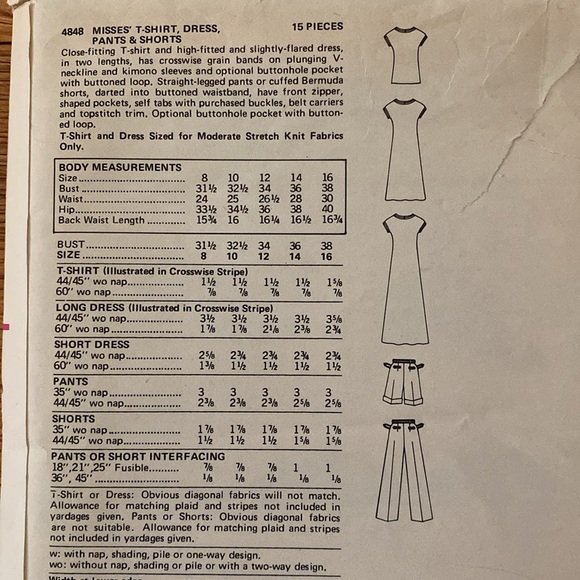 4848 MISSES' T-SHIRT, DRESS, 15 PIECES
PANTS & SHORTS
Close-fitting T-shirt and high-fitted and slightly-flared dress,
in two lengths, has crosswise grain bands on plunging V-
neckline and kimono sleeves and optional buttonhole pocket
with buttoned loop. Straight-legged pants or cuffed Bermuda
shorts, darted into buttoned waistband, have front zipper,
shaped pockets, self tabs with purchased buckles, belt carriers
and topstitch trim. Optional buttonhole pocket with button-
ed loop.
T-Shirt and Dress Sized for Moderate Stretch Knit Fabrics
Only.
BODY MEASUREMENTS
Size 8 10 12 14 16
Bust 31½ 32½ 34 36 38
Waist 24 25 26½ 28 30
Hip 33½ 34½ 36 38 40
Back Waist Length 15¾ 16 16¼ 16½ 16¾
BUST 31½ 32½ 34 36 38
SIZE 8 10 12 14 16
T-SHIRT (Illustrated in Crosswise Stripe)
44/45" wo nap 1½ 1½ 1½ 1½ 1⅝
60" wo nap ⅞ ⅞ ⅞ ⅞ ⅞
LONG DRESS (Illustrated in Crosswise Stripe)
44/45" wo nap 3½ 3½ 3½ 3½ 3⅝
60" wo nap 1⅞ 1⅞ 2⅛ 2⅜ 2¾
SHORT DRESS
44/45" wo nap 2⅝ 2¾ 2¾ 2¾ 2¾
60" wo nap 1⅜ 1½ 1½ 1½ 1½
PANTS
35" wo nap 3 3 3 3 3
44/45" wo nap 2⅜ 2⅜ 2⅜ 2⅝ 2⅝
SHORTS
35" wo nap 1⅞ 1⅞ 1⅞ 1⅞ 1⅞
44/45" wo nap 1½ 1½ 1½ 1⅝ 1⅝
PANTS OR SHORT INTERFACING
18",21",25" Fusible ⅞ ⅞ ⅞ 1 1
36", 45" ⅛ ⅛ ⅛ ⅛ ⅛
T-Shirt or Dress: Obvious diagonal fabrics will not match.
Allowance for matching plaid and stripes not included in
yardages given. Pants or Shorts: Obvious diagonal fabrics
are not suitable. Allowance for matching plaid and stripes
not included in yardages given.
w: with nap, shading, pile or one-way design.
wo: without nap, shading or pile or with a two-way design.
Width at lower edge